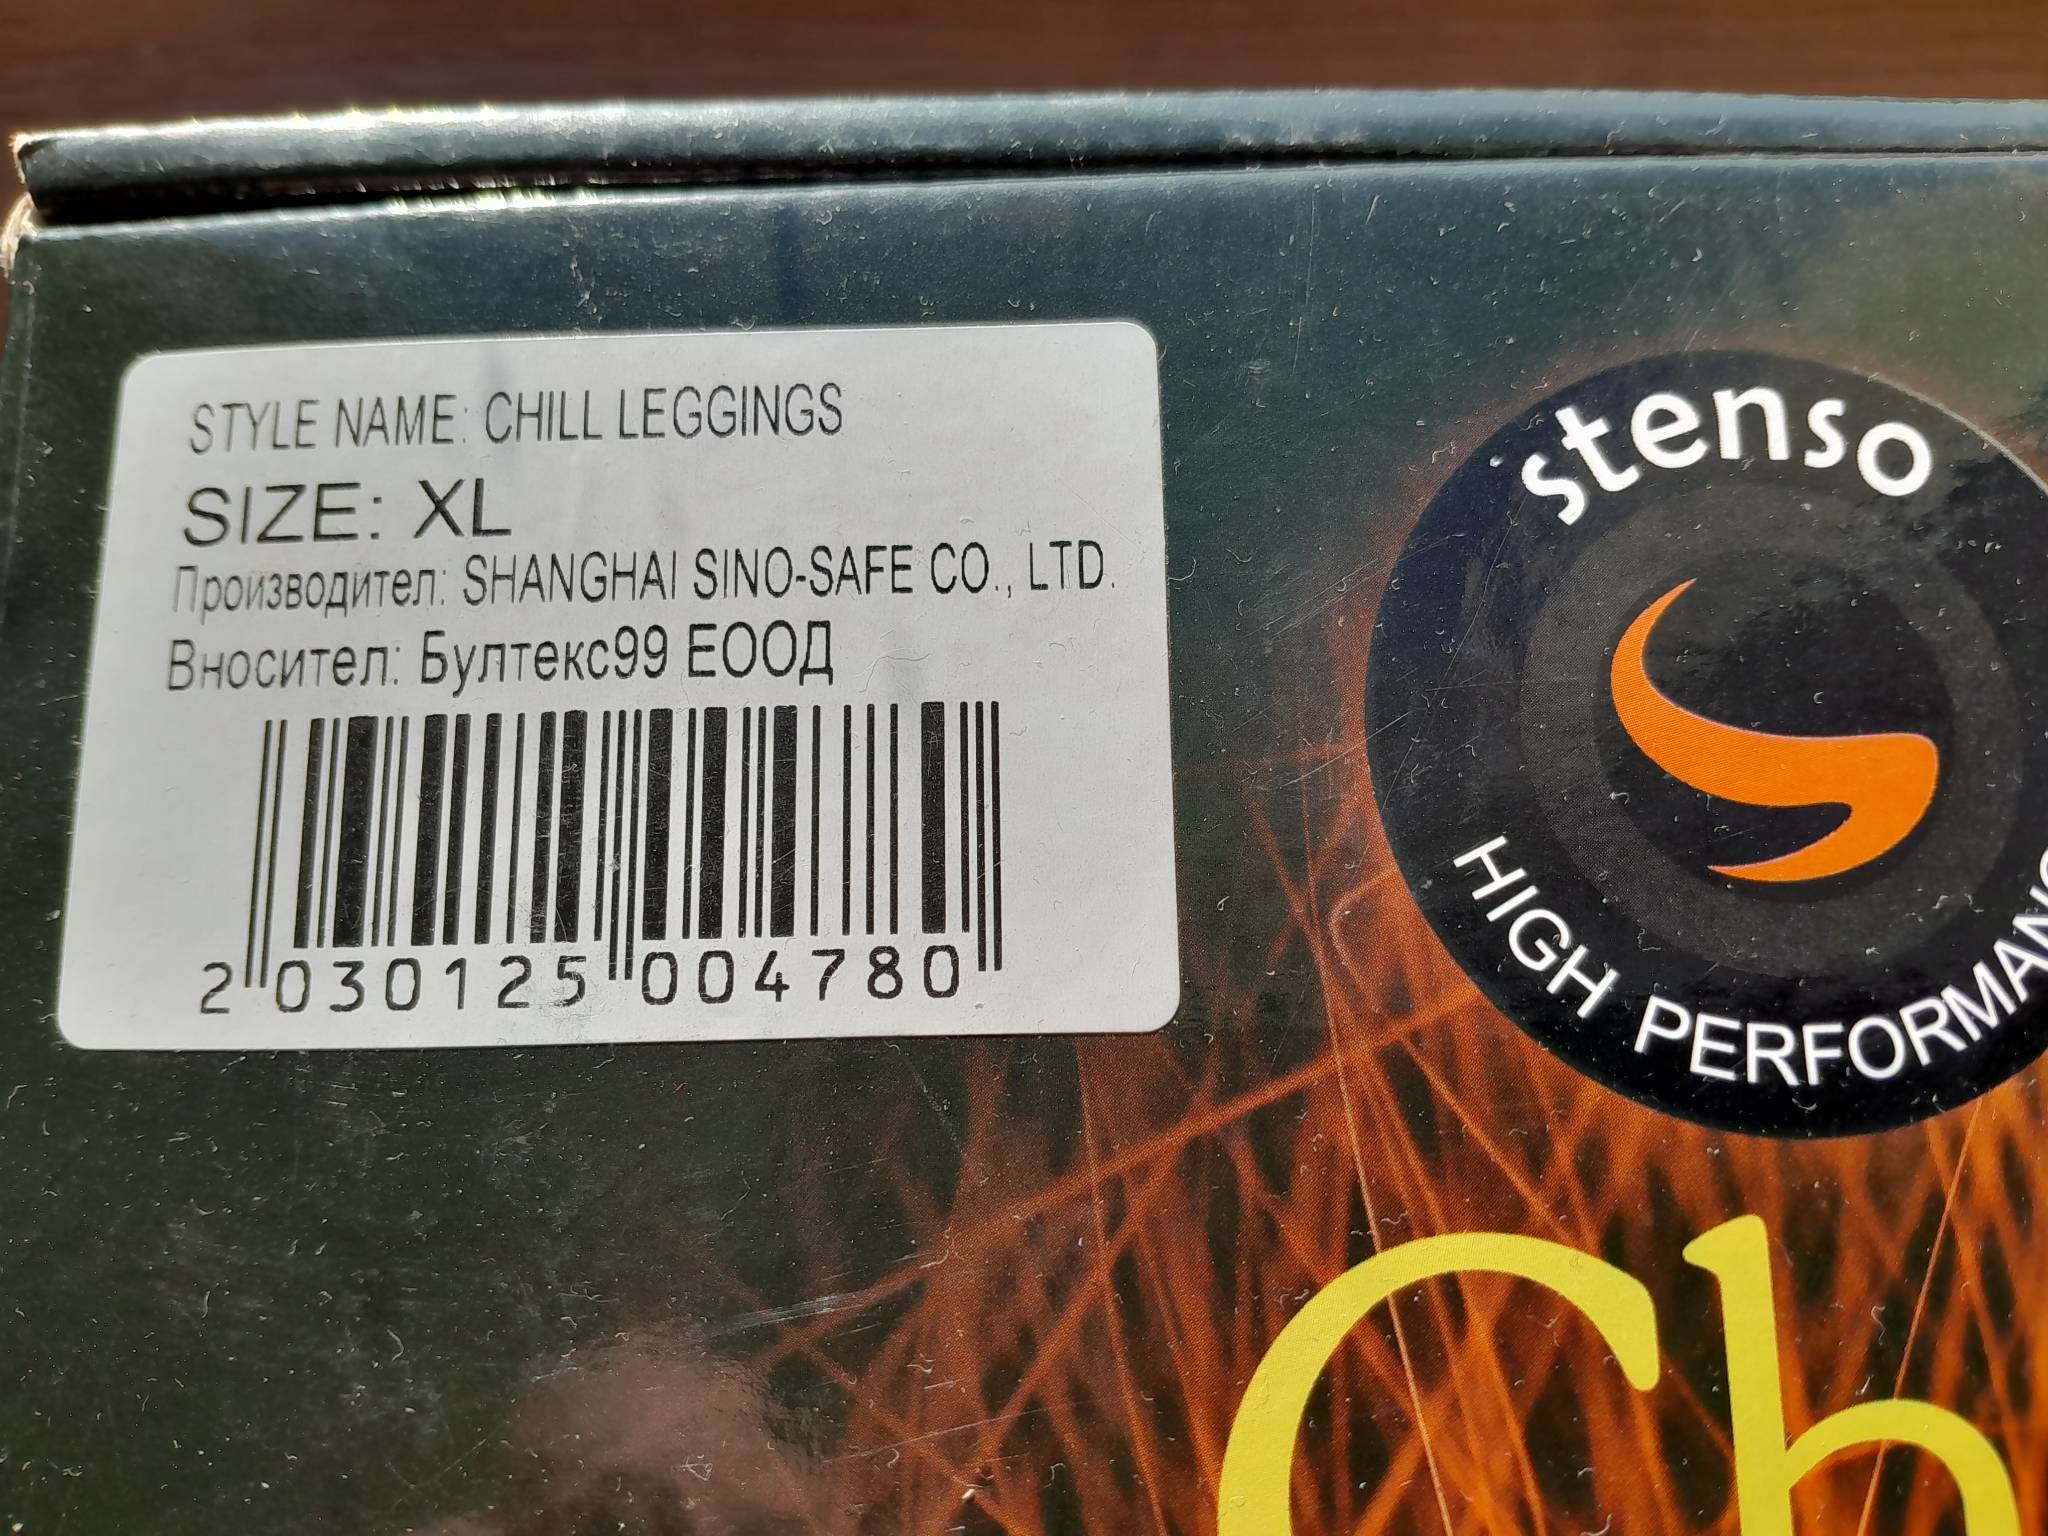 STYLE NAME: CHILL LEGGINGS
SIZE: XL
Производител: SHANGHAI SINO-SAFE CO., LTD.
Вносител: Бултекс99 ЕООД
2 030125 004780
stenso
HIGH PERFORMANC
Ch